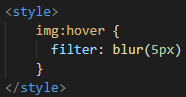 <style>
img:hover {
filter: blur(5px)
}
</style>